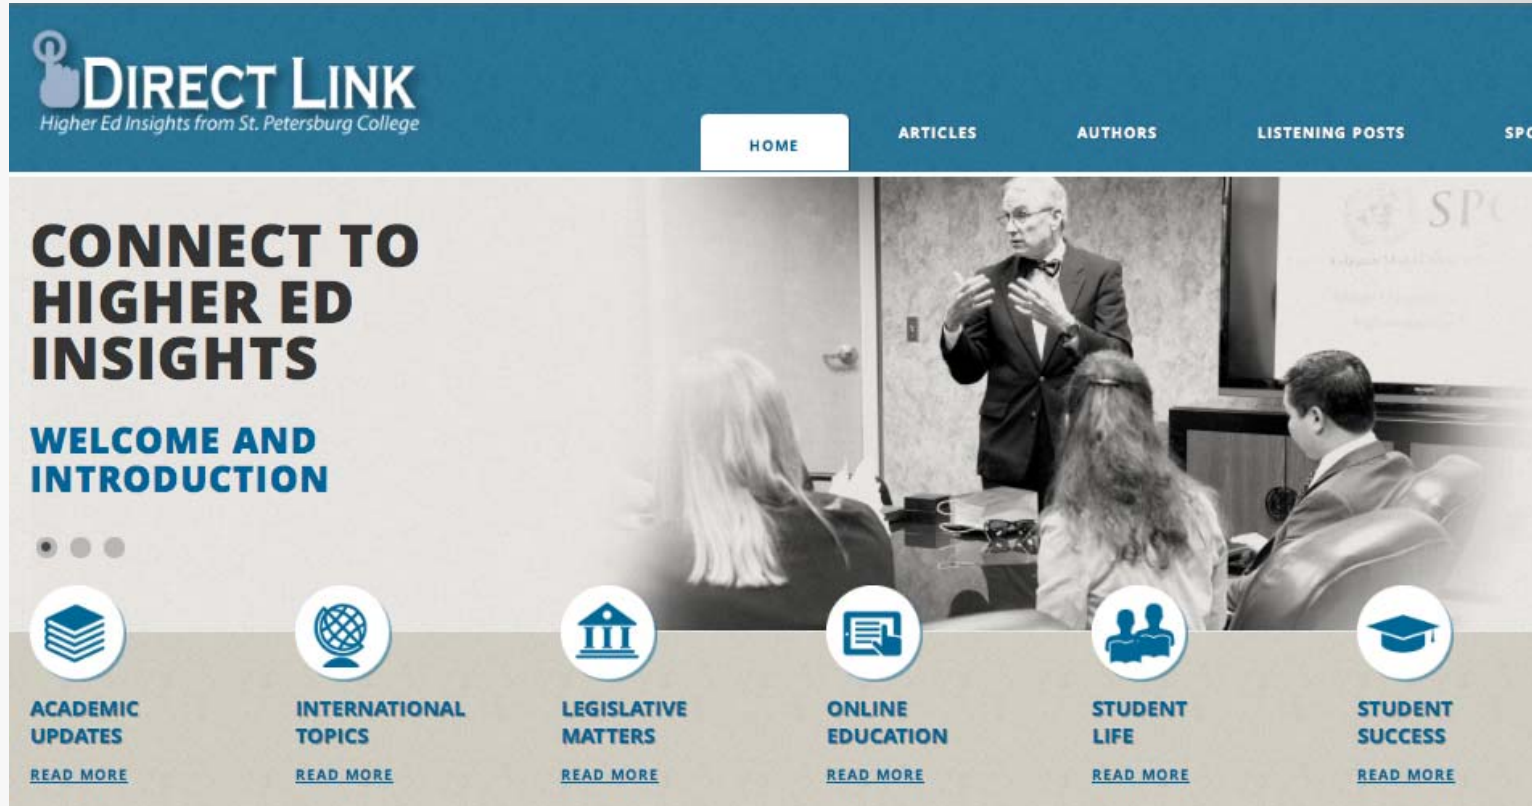 DIRECT LINK
Higher Ed Insights from St. Petersburg College
HOME
ARTICLES
AUTHORS
LISTENING POSTS
CONNECT TO
HIGHER ED
INSIGHTS
WELCOME AND
INTRODUCTION
ACADEMIC
UPDATES
READ MORE
INTERNATIONAL
TOPICS
READ MORE
LEGISLATIVE
MATTERS
READ MORE
ONLINE
EDUCATION
READ MORE
STUDENT
LIFE
READ MORE
STUDENT
SUCCESS
READ MORE